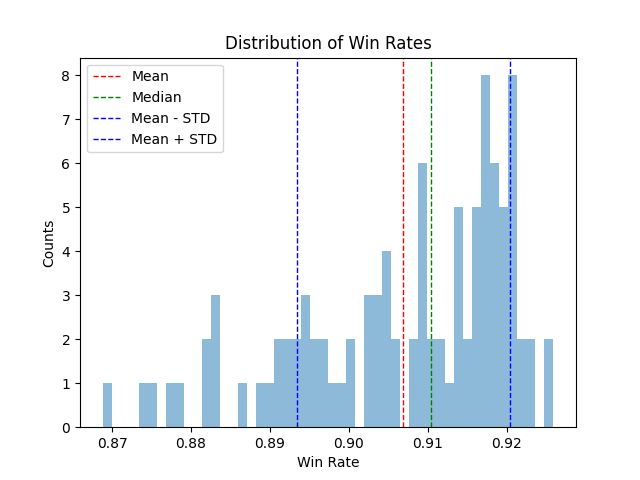 Distribution of Win Rates
Mean
Median
Mean - STD
Mean + STD
8
7
6
5
4
3
2
1
0
Counts
0.87 0.88 0.89 0.90 0.91 0.92
Win Rate